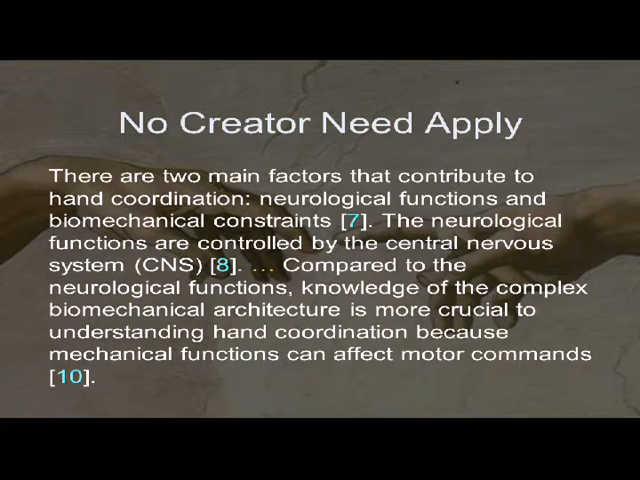 No Creator Need Apply
There are two main factors that contribute to
hand coordination: neurological functions and
biomechanical constraints [7]. The neurological
functions are controlled by the central nervous
system (CNS) [8]. ... Compared to the
neurological functions, knowledge of the complex
biomechanical architecture is more crucial to
understanding hand coordination because
mechanical functions can affect motor commands
[10].